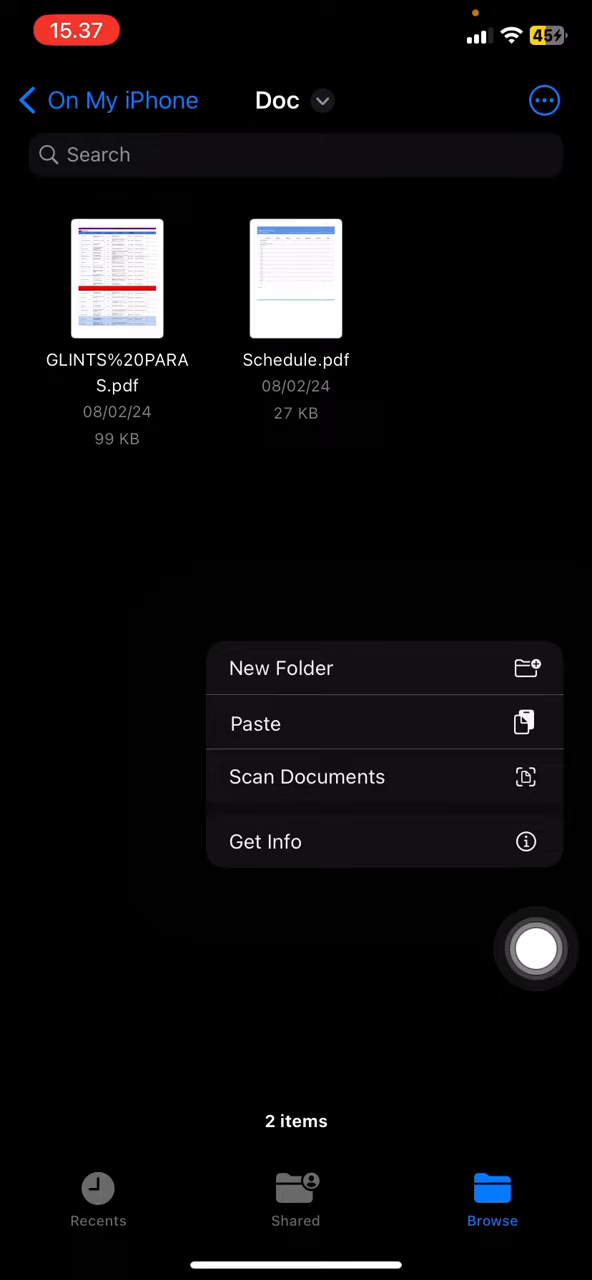 15.37
45
On My iPhone
Doc
Search
GLINTS%20PARA
S.pdf
08/02/24
99 KB
Schedule.pdf
08/02/24
27 KB
New Folder
Paste
Scan Documents
Get Info
2 items
Recents
Shared
Browse